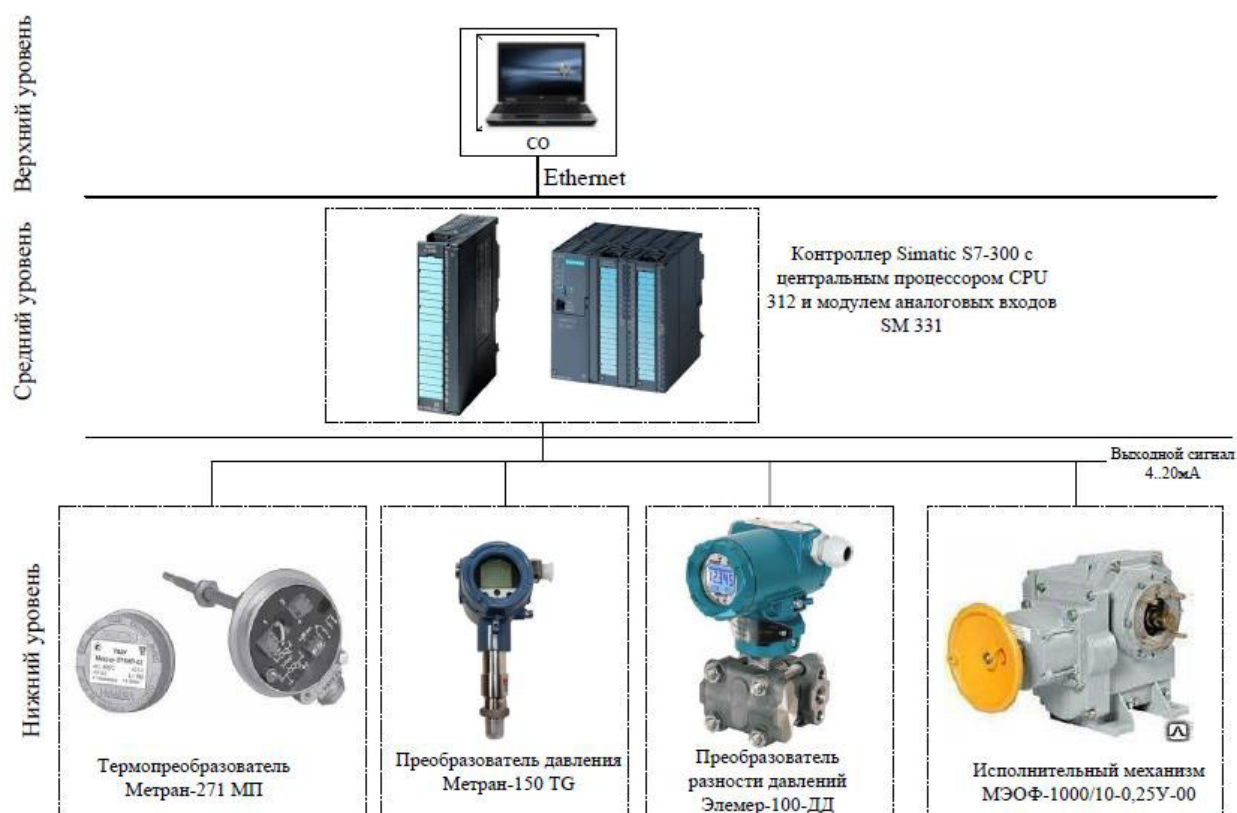 Верхний уровень
CO
Ethernet
Средний уровень
Контроллер Simatic S7-300 с
центральным процессором CPU
312 и модулем аналоговых входов
SM 331
Выходной сигнал
4..20мА
Нижний уровень
Термопреобразователь
Метран-271 МП
Преобразователь давления
Метран-150 TG
12345
Преобразователь
разности давлений
Элемер-100-ДД
Исполнительный механизм
МЭОФ-1000/10-0,25У-00